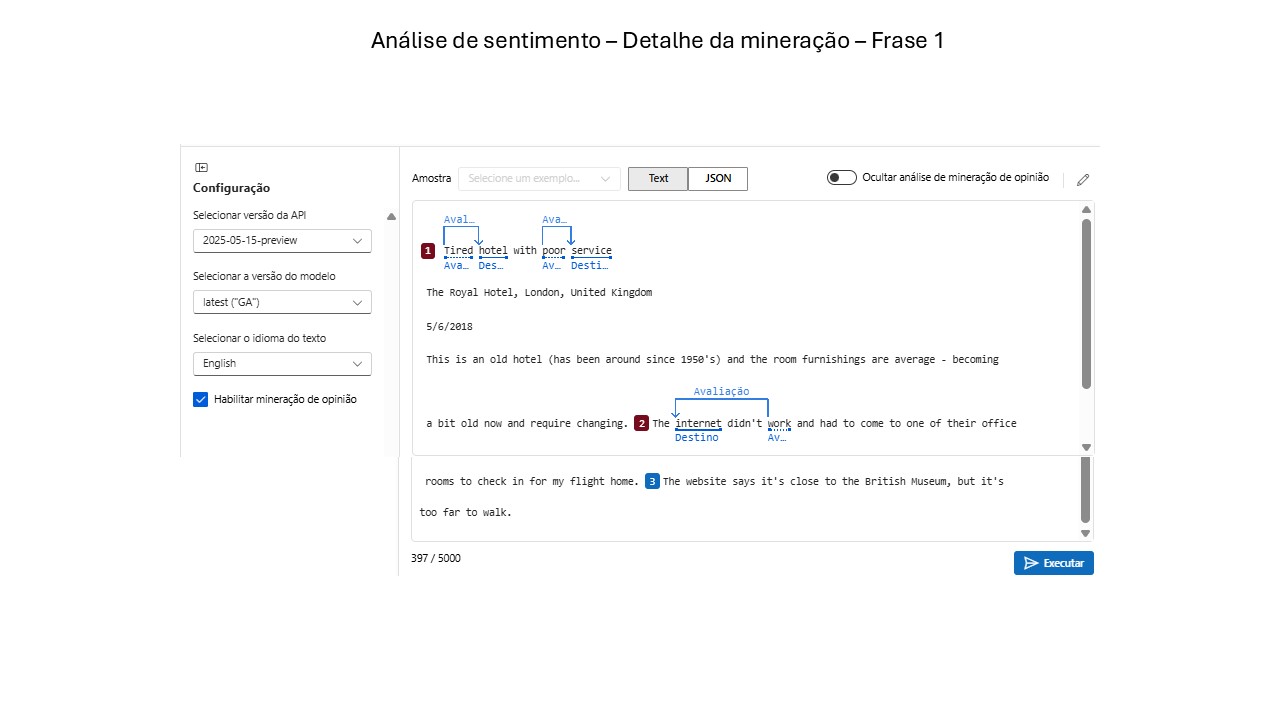 Análise de sentimento – Detalhe da mineração – Frase 1
Configuração
Selecionar versão da API
2025-05-15-preview
Selecionar a versão do modelo
latest ("GA")
Selecionar o idioma do texto
English
Habilitar mineração de opinião
Amostra Selecione um exemplo... Text JSON Ocultar análise de mineração de opinião
Aval… Ava…
1 Tired hotel with poor service
Ava… Des… Av… Desti…
The Royal Hotel, London, United Kingdom
5/6/2018
This is an old hotel (has been around since 1950's) and the room furnishings are average - becoming
Avaliação
a bit old now and require changing. 2 The internet didn't work and had to come to one of their office
Destino Av…
rooms to check in for my flight home. 3 The website says it's close to the British Museum, but it's
too far to walk.
397 / 5000
Executar